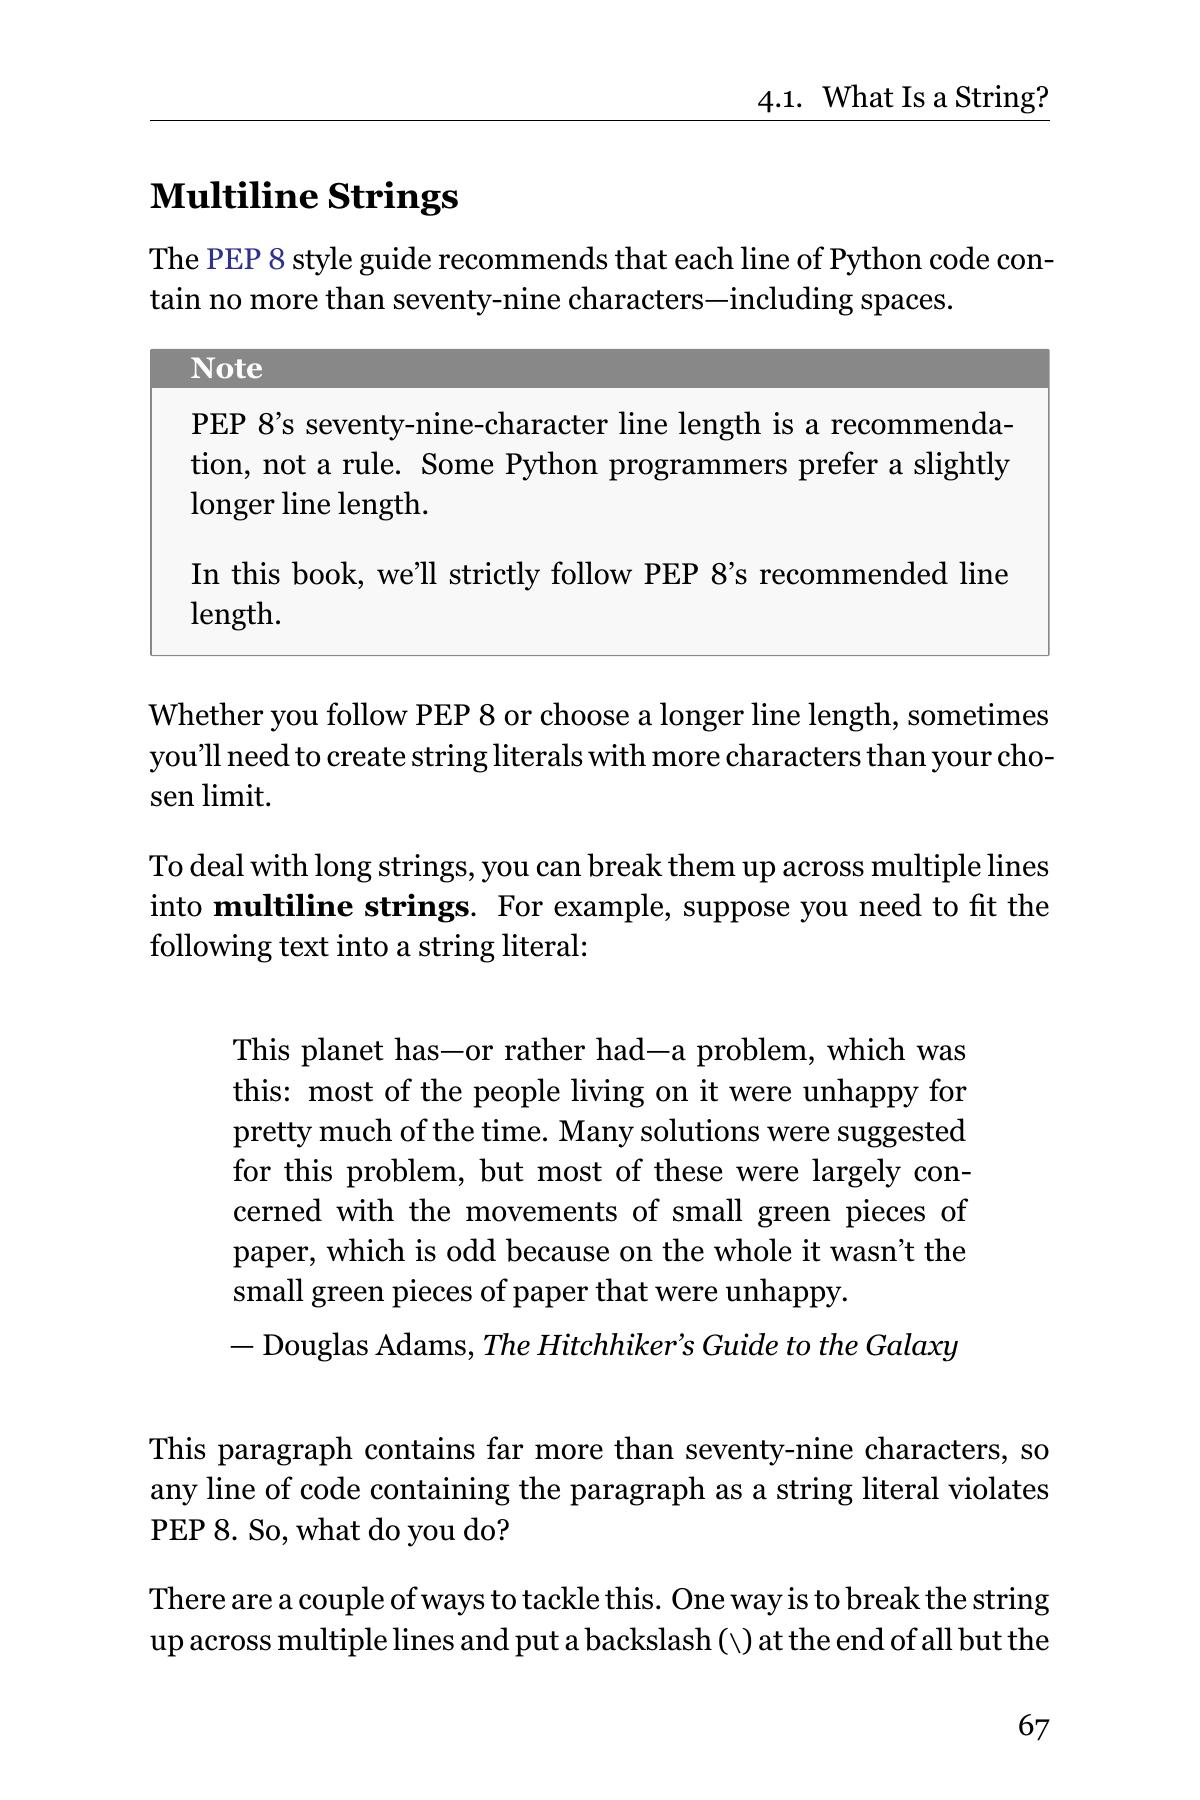 4.1. What Is a String?
Multiline Strings
The PEP 8 style guide recommends that each line of Python code con-
tain no more than seventy-nine characters—including spaces.
Note
PEP 8’s seventy-nine-character line length is a recommenda-
tion, not a rule. Some Python programmers prefer a slightly
longer line length.
In this book, we’ll strictly follow PEP 8’s recommended line
length.
Whether you follow PEP 8 or choose a longer line length, sometimes
you’ll need to create string literals with more characters than your cho-
sen limit.
To deal with long strings, you can break them up across multiple lines
into multiline strings. For example, suppose you need to fit the
following text into a string literal:
This planet has—or rather had—a problem, which was
this: most of the people living on it were unhappy for
pretty much of the time. Many solutions were suggested
for this problem, but most of these were largely con-
cerned with the movements of small green pieces of
paper, which is odd because on the whole it wasn’t the
small green pieces of paper that were unhappy.
— Douglas Adams, The Hitchhiker’s Guide to the Galaxy
This paragraph contains far more than seventy-nine characters, so
any line of code containing the paragraph as a string literal violates
PEP 8. So, what do you do?
There are a couple of ways to tackle this. One way is to break the string
up across multiple lines and put a backslash (\) at the end of all but the
67